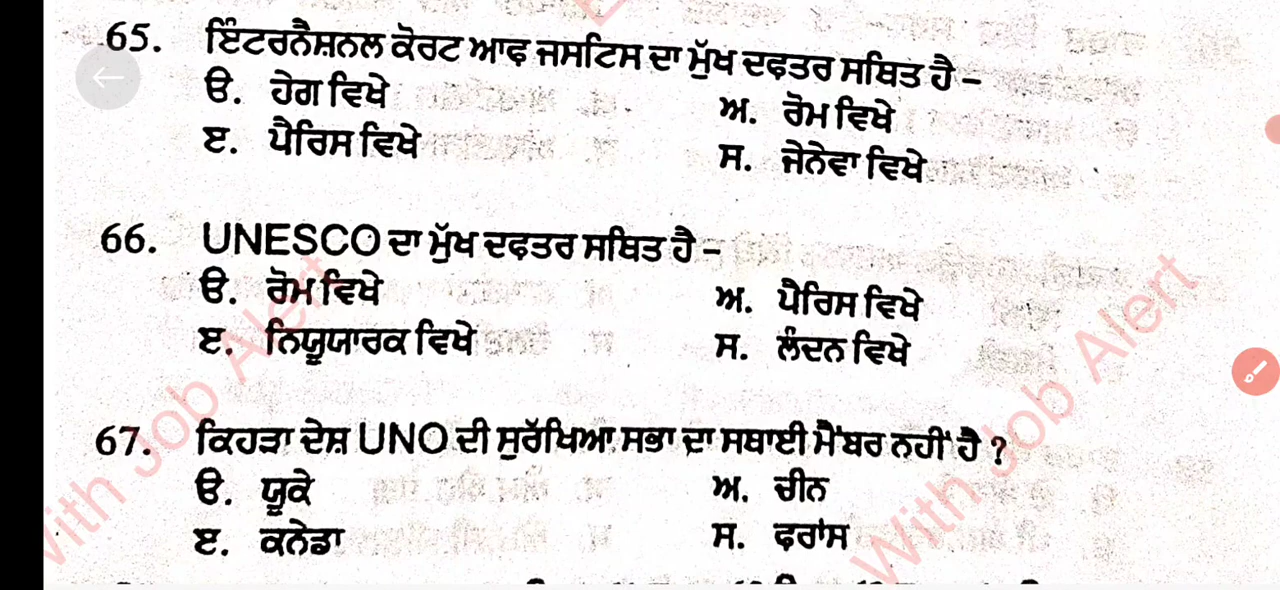 65. ਇੰਟਰਨੈਸ਼ਨਲ ਕੋਰਟ ਆਫ ਜਸਟਿਸ ਦਾ ਮੁੱਖ ਦਫਤਰ ਸਥਿਤ ਹੈ –
ੳ. ਹੇਗ ਵਿਖੇ ਅ. ਰੋਮ ਵਿਖੇ
ੲ. ਪੈਰਿਸ ਵਿਖੇ ਸ. ਜੇਨੇਵਾ ਵਿਖੇ
66. UNESCO ਦਾ ਮੁੱਖ ਦਫਤਰ ਸਥਿਤ ਹੈ –
ੳ. ਰੋਮ ਵਿਖੇ ਅ. ਪੈਰਿਸ ਵਿਖੇ
ੲ. ਨਿਯੂਯਾਰਕ ਵਿਖੇ ਸ. ਲੰਦਨ ਵਿਖੇ
67. ਕਿਹੜਾ ਦੇਸ਼ UNO ਦੀ ਸੁਰੱਖਿਆ ਸਭਾ ਦਾ ਸਥਾਈ ਮੈਂਬਰ ਨਹੀਂ ਹੈ ?
ੳ. ਯੂਕੇ ਅ. ਚੀਨ
ੲ. ਕਨੇਡਾ ਸ. ਫਰਾਂਸ
With Job Alert
With Job Alert